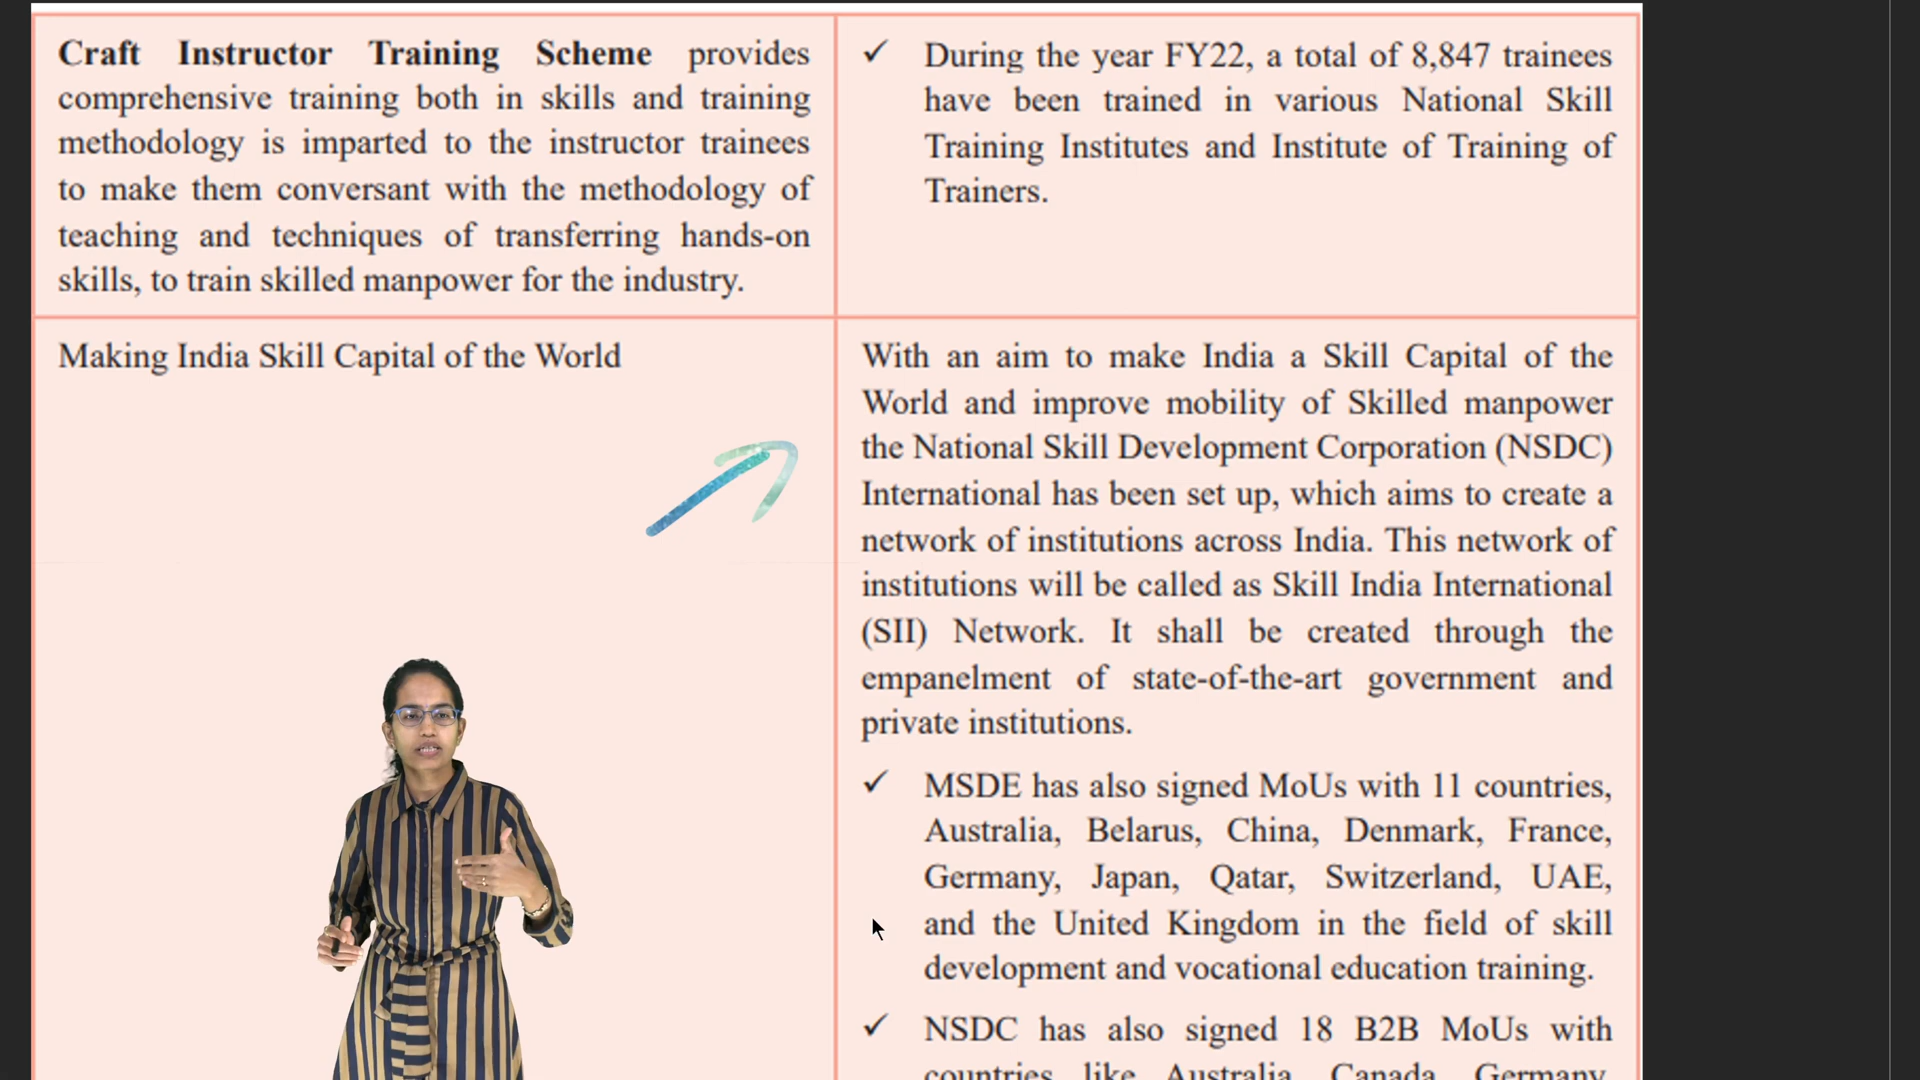 Craft Instructor Training Scheme provides
comprehensive training both in skills and training
methodology is imparted to the instructor trainees
to make them conversant with the methodology of
teaching and techniques of transferring hands-on
skills, to train skilled manpower for the industry.
✓ During the year FY22, a total of 8,847 trainees
have been trained in various National Skill
Training Institutes and Institute of Training of
Trainers.
Making India Skill Capital of the World
With an aim to make India a Skill Capital of the
World and improve mobility of Skilled manpower
the National Skill Development Corporation (NSDC)
International has been set up, which aims to create a
network of institutions across India. This network of
institutions will be called as Skill India International
(SII) Network. It shall be created through the
empanelment of state-of-the-art government and
private institutions.
✓ MSDE has also signed MoUs with 11 countries,
Australia, Belarus, China, Denmark, France,
Germany, Japan, Qatar, Switzerland, UAE,
and the United Kingdom in the field of skill
development and vocational education training.
✓ NSDC has also signed 18 B2B MoUs with
countries like Australia, Canada, Germany,